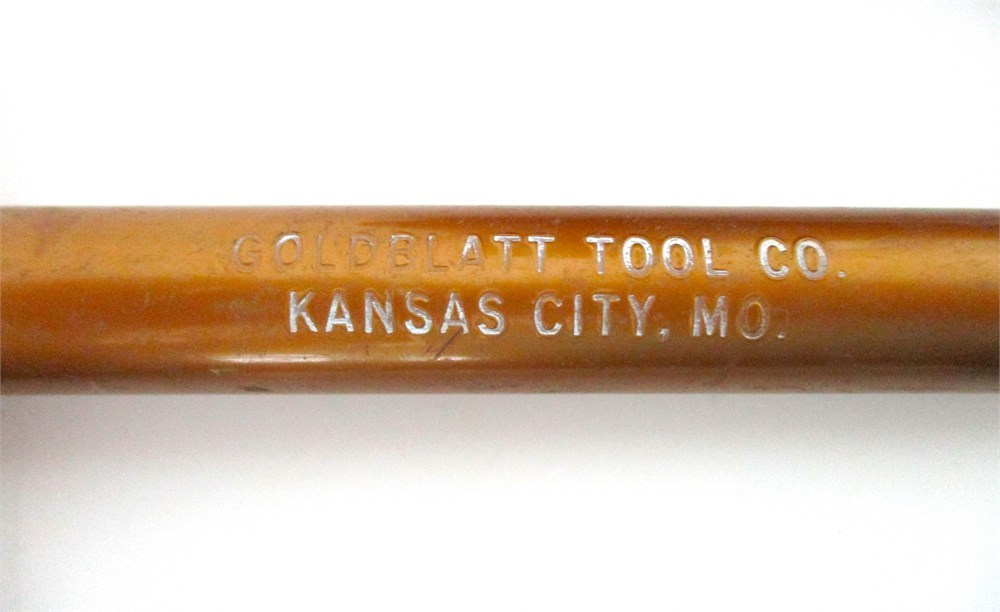 GOLDBLATT TOOL CO.
KANSAS CITY, MO.